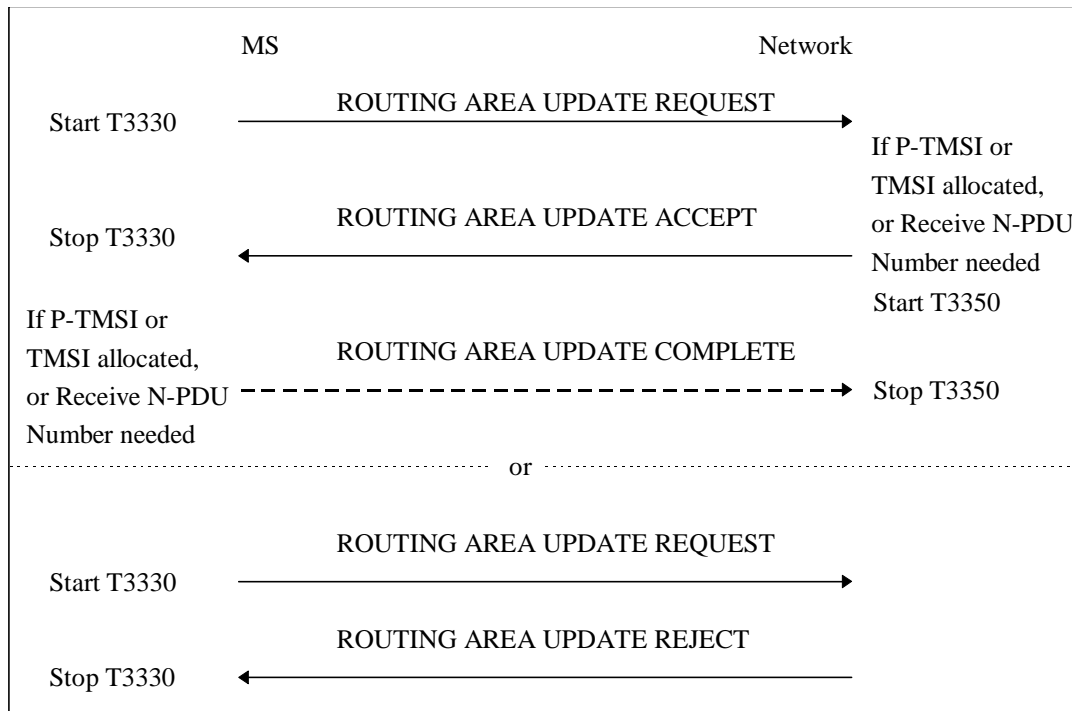 MS
Network
ROUTING AREA UPDATE REQUEST
Start T3330
If P-TMSI or
TMSI allocated,
or Receive N-PDU
Number needed
Start T3350
ROUTING AREA UPDATE ACCEPT
Stop T3330
If P-TMSI or
TMSI allocated,
or Receive N-PDU
Number needed
ROUTING AREA UPDATE COMPLETE
Stop T3350
or
ROUTING AREA UPDATE REQUEST
Start T3330
ROUTING AREA UPDATE REJECT
Stop T3330